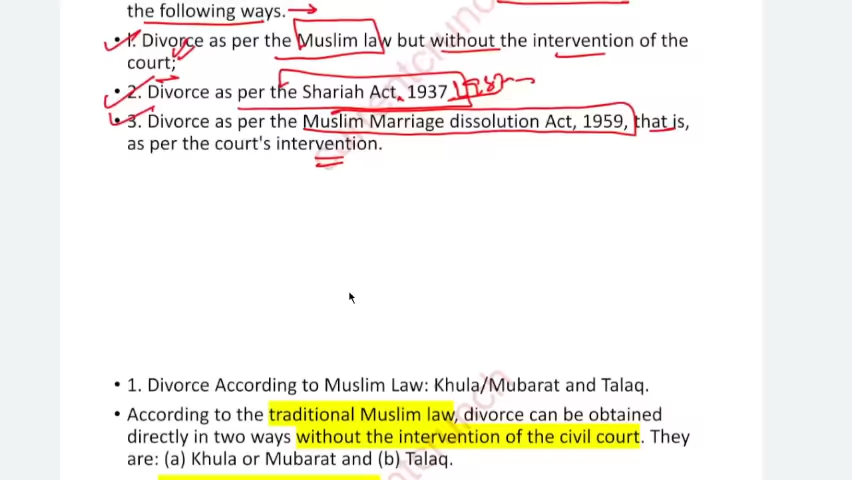 the following ways.
• 1. Divorce as per the Muslim law but without the intervention of the
court;
• 2. Divorce as per the Shariah Act, 1937
• 3. Divorce as per the Muslim Marriage dissolution Act, 1959, that is,
as per the court's intervention.
• 1. Divorce According to Muslim Law: Khula/Mubarat and Talaq.
• According to the traditional Muslim law, divorce can be obtained
directly in two ways without the intervention of the civil court. They
are: (a) Khula or Mubarat and (b) Talaq.